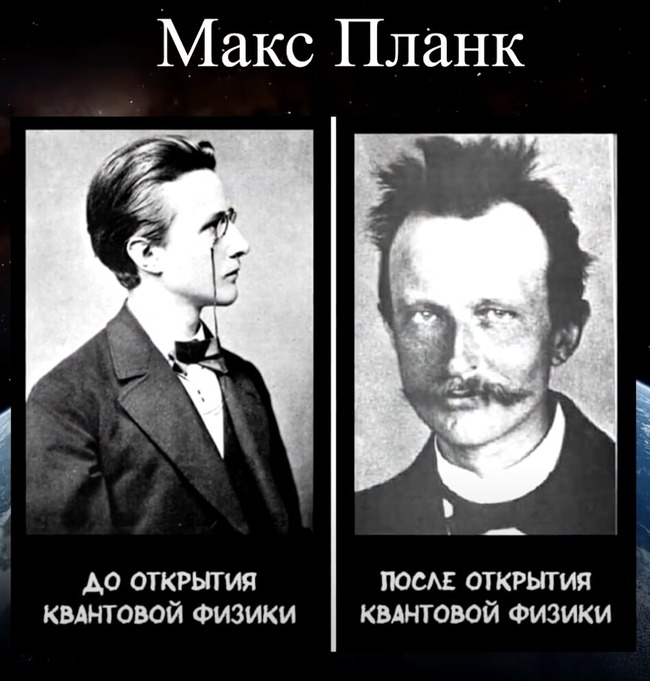 Макс Планк
ДО ОТКРЫТИЯ
КВАНТОВОЙ ФИЗИКИ
ПОСЛЕ ОТКРЫТИЯ
КВАНТОВОЙ ФИЗИКИ